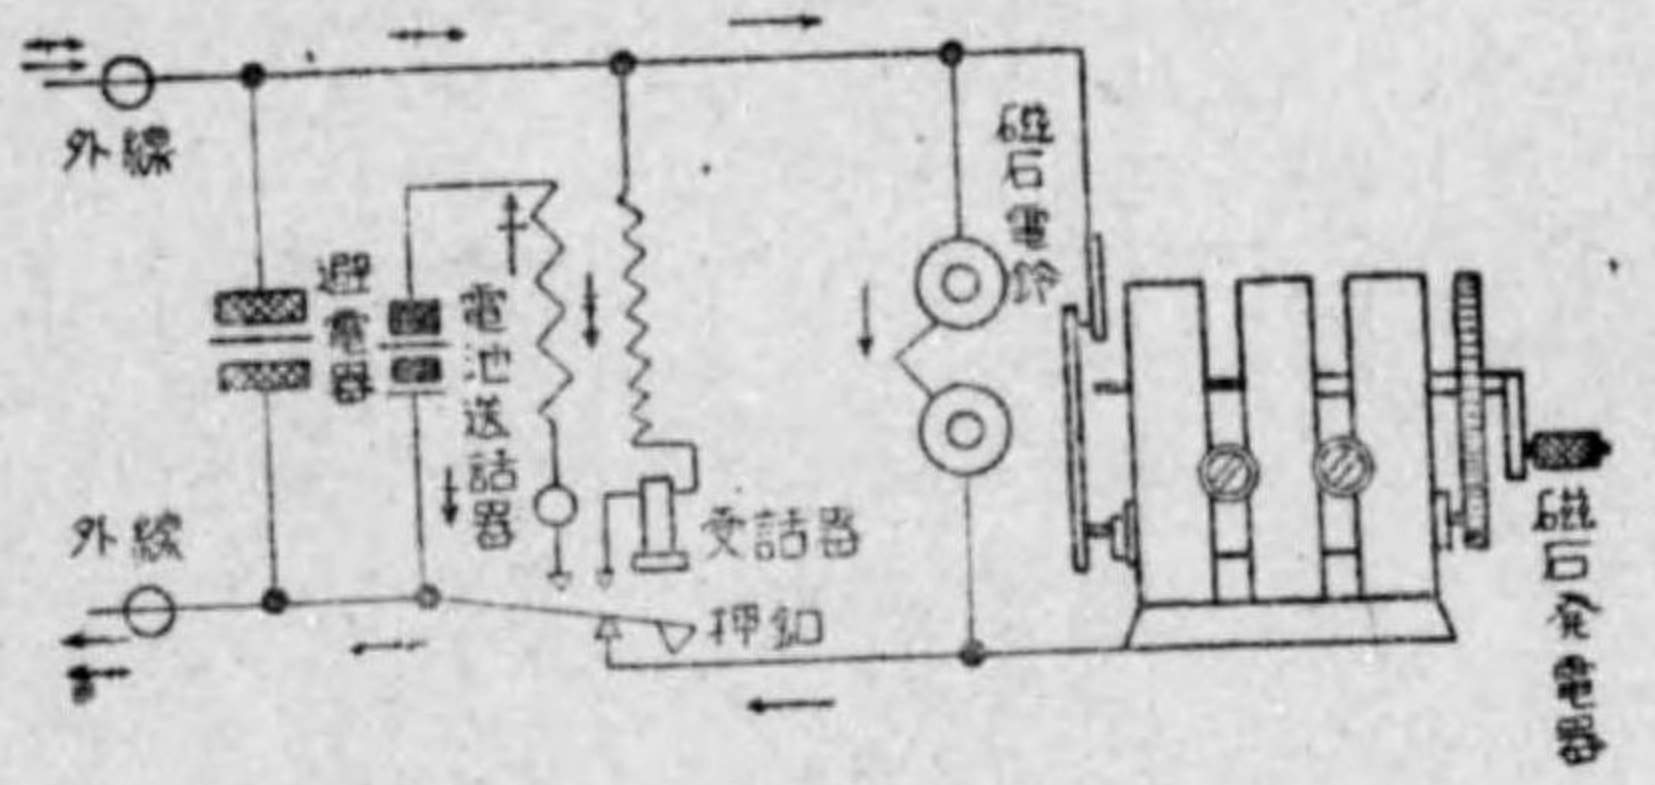 外線
避電器
電池
送話器
受話器
磁石電鈴
外線
押釦
磁石発電器